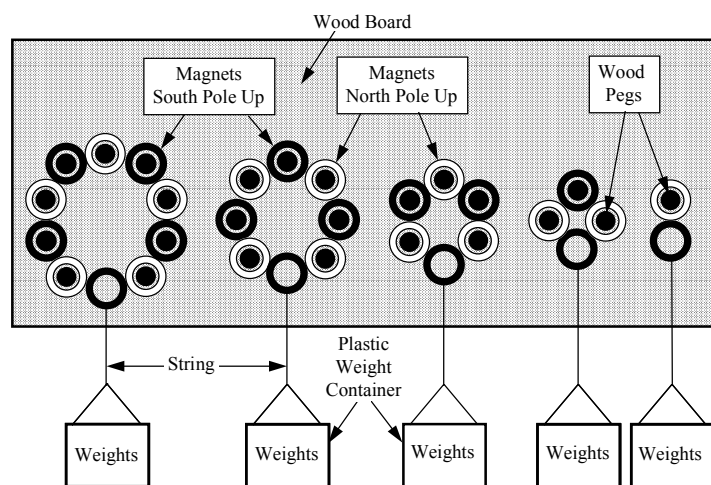 Wood Board
Magnets
South Pole Up
Magnets
North Pole Up
Wood
Pegs
String
Plastic
Weight
Container
Weights
Weights
Weights
Weights
Weights